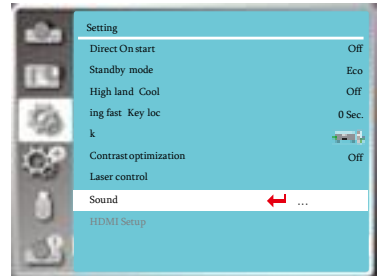 Setting
Direct On start Off
Standby mode Eco
High land Cool Off
ing fast Key loc 0 Sec.
k
Contrast optimization Off
Laser control
Sound ...
HDMI Setup